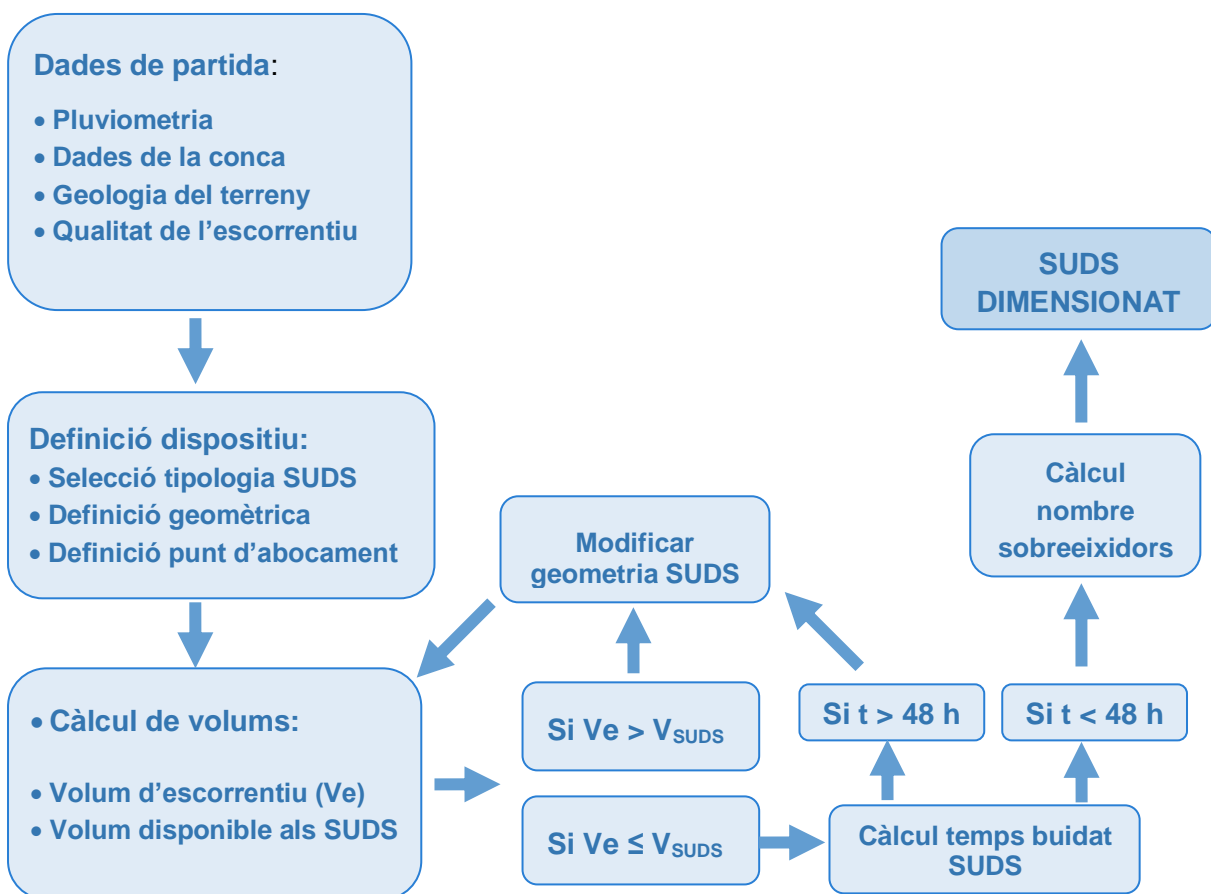 Dades de partida:
• Pluviometria
• Dades de la conca
• Geologia del terreny
• Qualitat de l’escorrentiu
Definició dispositiu:
• Selecció tipologia SUDS
• Definició geomètrica
• Definició punt d’abocament
• Càlcul de volums:
• Volum d’escorrentiu (Ve)
• Volum disponible als SUDS
Modificar
geometria SUDS
Si Ve > VSUDS
Si Ve ≤ VSUDS
Càlcul temps buidat
SUDS
Si t > 48 h
Si t < 48 h
Càlcul
nombre
sobreeixidors
SUDS
DIMENSIONAT